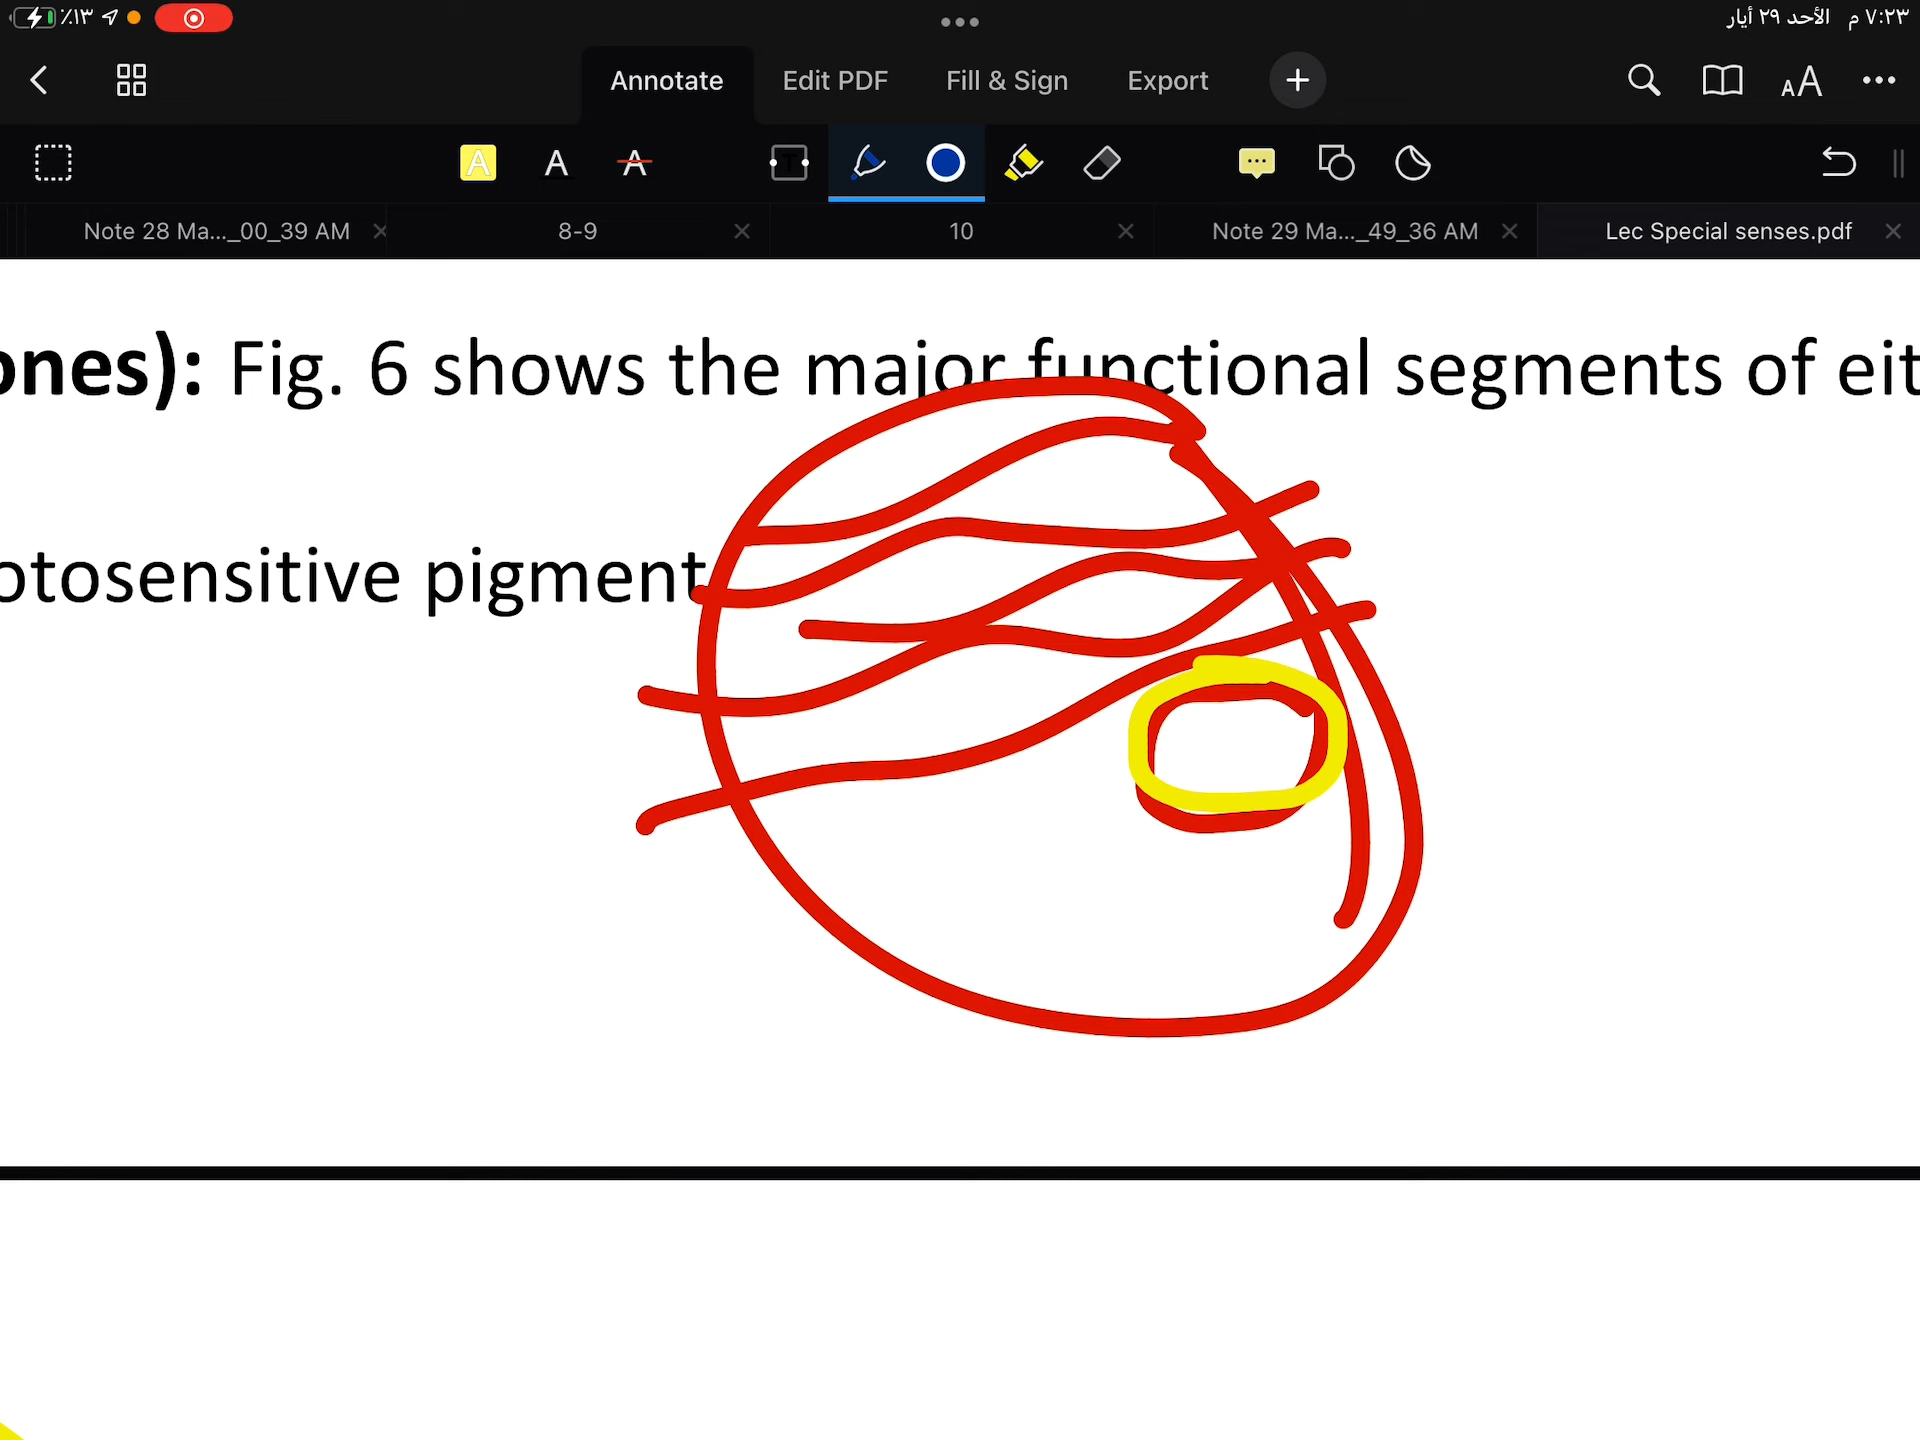 ٪١٣ ٧:٢٣ م الأحد ٢٩ أيار
Annotate Edit PDF Fill & Sign Export
AA
A A A T
Note 28 Ma..._00_39 AM 8-9 10 Note 29 Ma..._49_36 AM Lec Special senses.pdf
ones): Fig. 6 shows the major functional segments of eit
otosensitive pigment